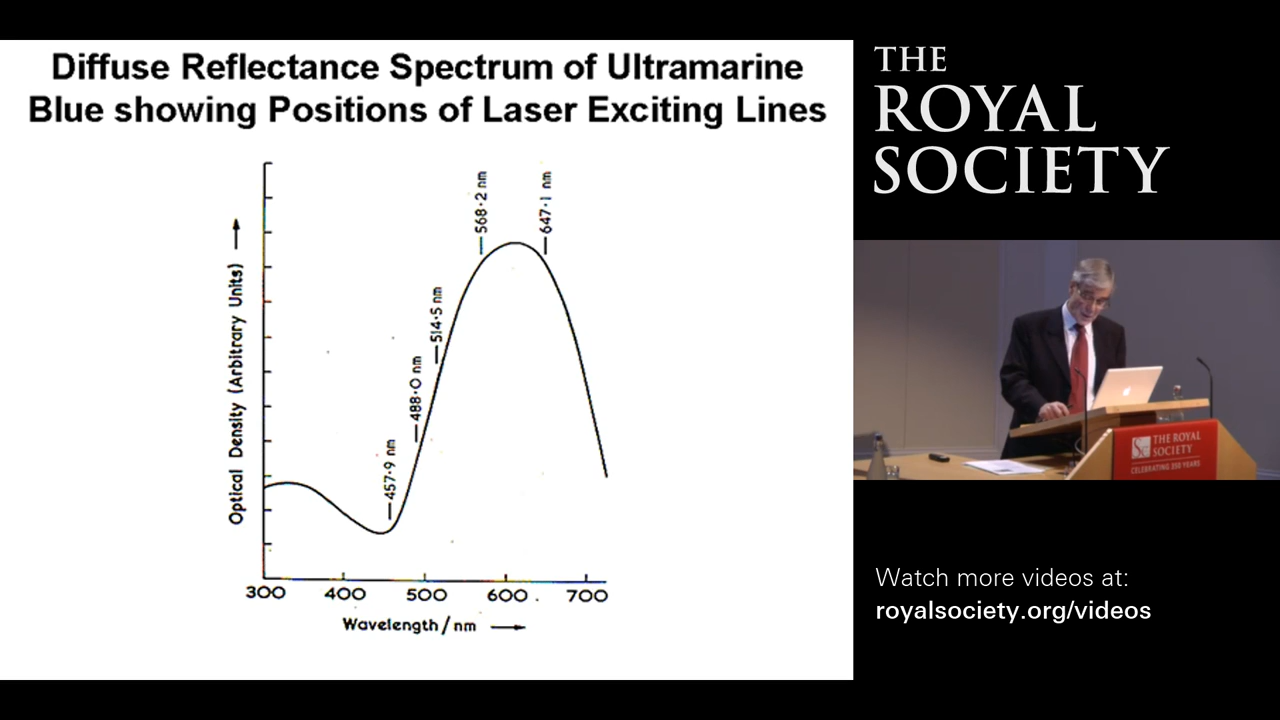 Diffuse Reflectance Spectrum of Ultramarine
Blue showing Positions of Laser Exciting Lines
Optical Density (Arbitrary Units)
457·9 nm
488·0 nm
514·5 nm
568·2 nm
647·1 nm
300 400 500 600 700
Wavelength/nm
THE
ROYAL
SOCIETY
THE ROYAL
SOCIETY
CELEBRATING 350 YEARS
Watch more videos at:
royalsociety.org/videos